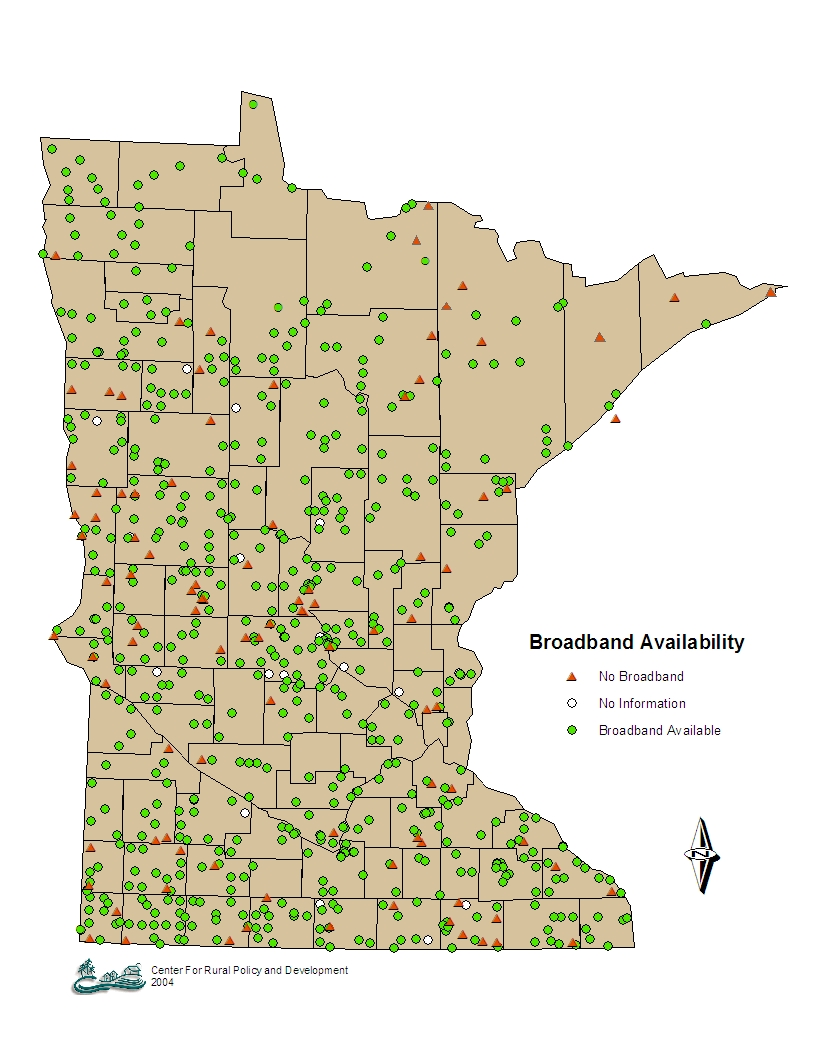 Broadband Availability
No Broadband
No Information
Broadband Available
N
Center For Rural Policy and Development
2004